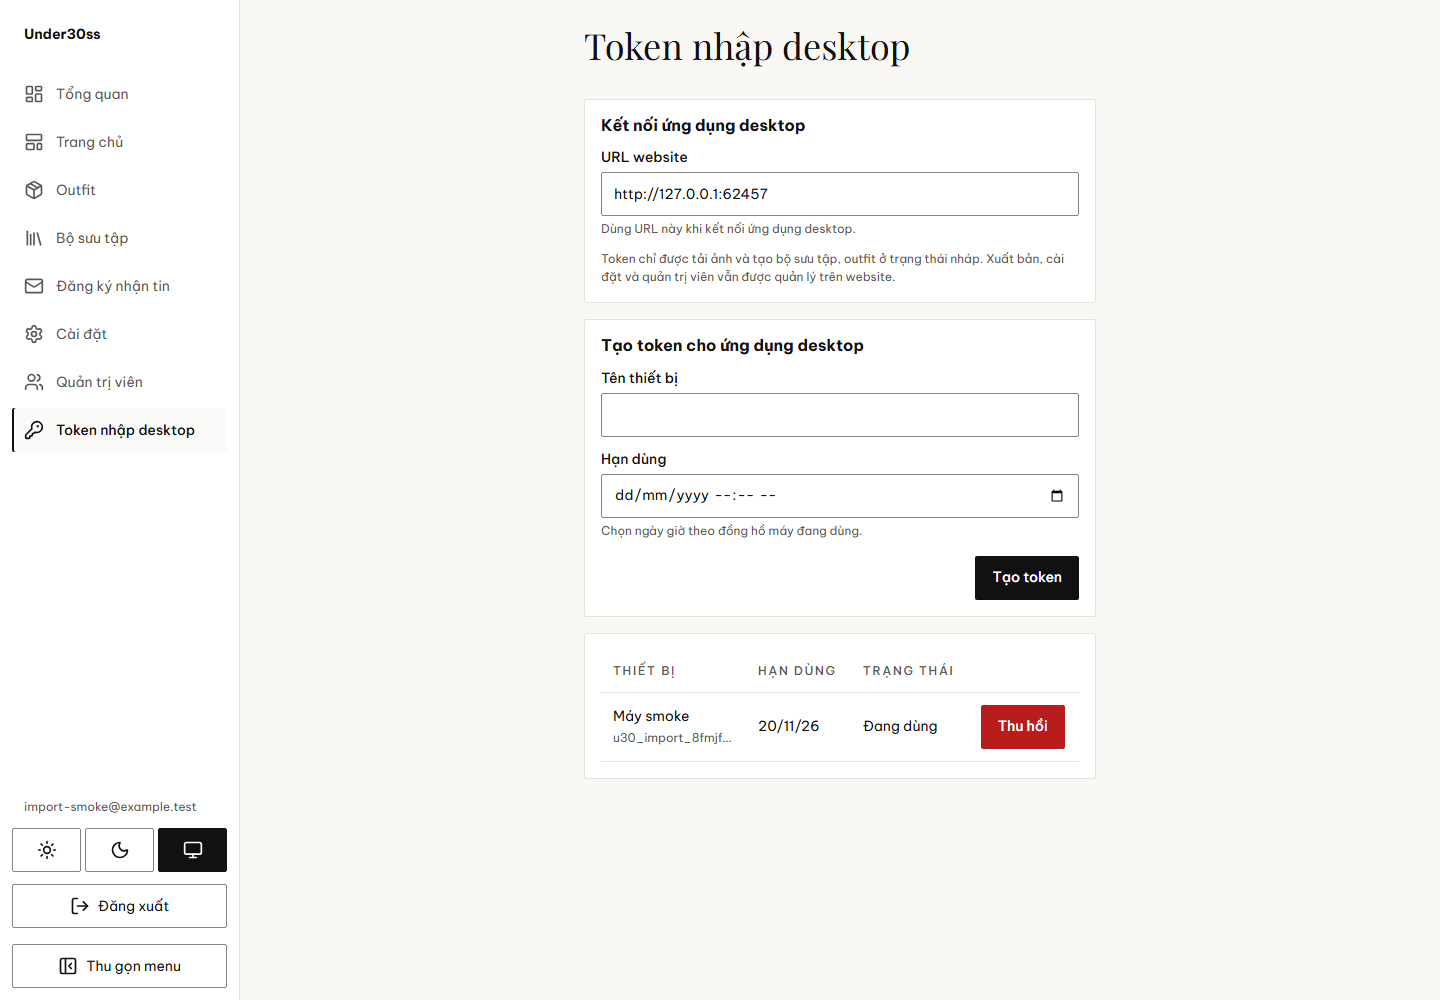 Under30ss
Tổng quan
Trang chủ
Outfit
Bộ sưu tập
Đăng ký nhận tin
Cài đặt
Quản trị viên
Token nhập desktop
import-smoke@example.test
Đăng xuất
Thu gọn menu
Token nhập desktop
Kết nối ứng dụng desktop
URL website
http://127.0.0.1:62457
Dùng URL này khi kết nối ứng dụng desktop.
Token chỉ được tải ảnh và tạo bộ sưu tập, outfit ở trạng thái nháp. Xuất bản, cài
đặt và quản trị viên vẫn được quản lý trên website.
Tạo token cho ứng dụng desktop
Tên thiết bị
Hạn dùng
dd/mm/yyyy --:-- --
Chọn ngày giờ theo đồng hồ máy đang dùng.
Tạo token
THIẾT BỊ HẠN DÙNG TRẠNG THÁI
Máy smoke 20/11/26 Đang dùng Thu hồi
u30_import_8fmjf…